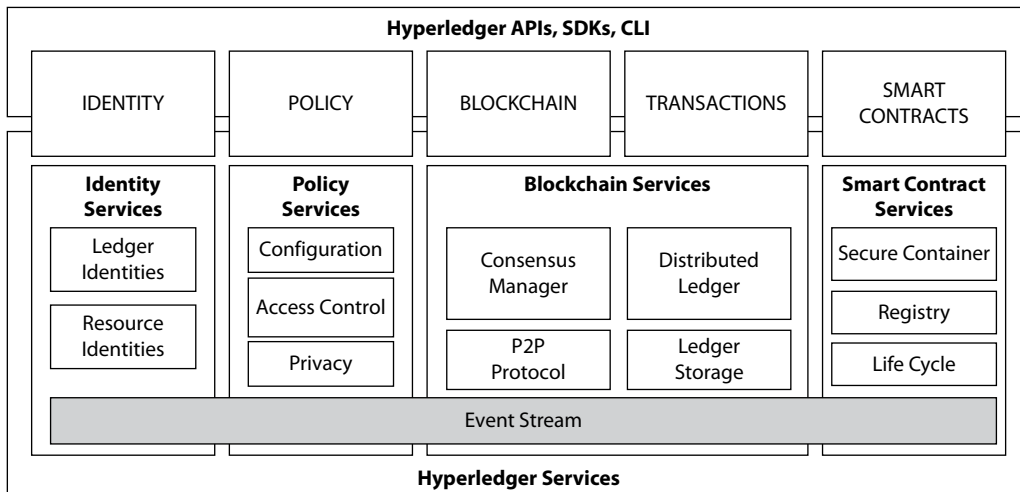 Hyperledger APIs, SDKs, CLI
IDENTITY
POLICY
BLOCKCHAIN
TRANSACTIONS
SMART
CONTRACTS
Identity
Services
Ledger
Identities
Resource
Identities
Policy
Services
Configuration
Access Control
Privacy
Blockchain Services
Consensus
Manager
Distributed
Ledger
P2P
Protocol
Ledger
Storage
Smart Contract
Services
Secure Container
Registry
Life Cycle
Event Stream
Hyperledger Services